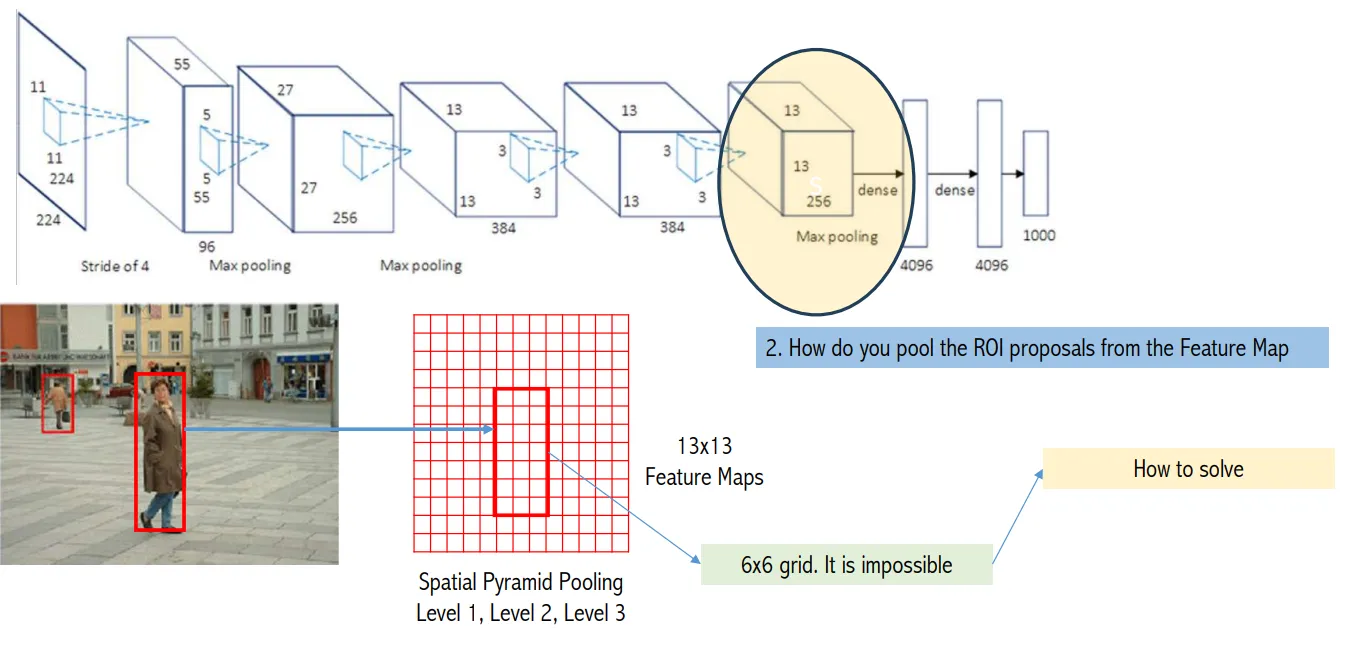 55
11
27
13
13
13
5
3
3
13
11
5
27
13
13
S
256
dense
dense
224
55
256
13
13
3
3
224
384
384
Max pooling
1000
96
4096
4096
Stride of 4
Max pooling
Max pooling
2. How do you pool the ROI proposals from the Feature Map
13x13
Feature Maps
How to solve
6x6 grid. It is impossible
Spatial Pyramid Pooling
Level 1, Level 2, Level 3